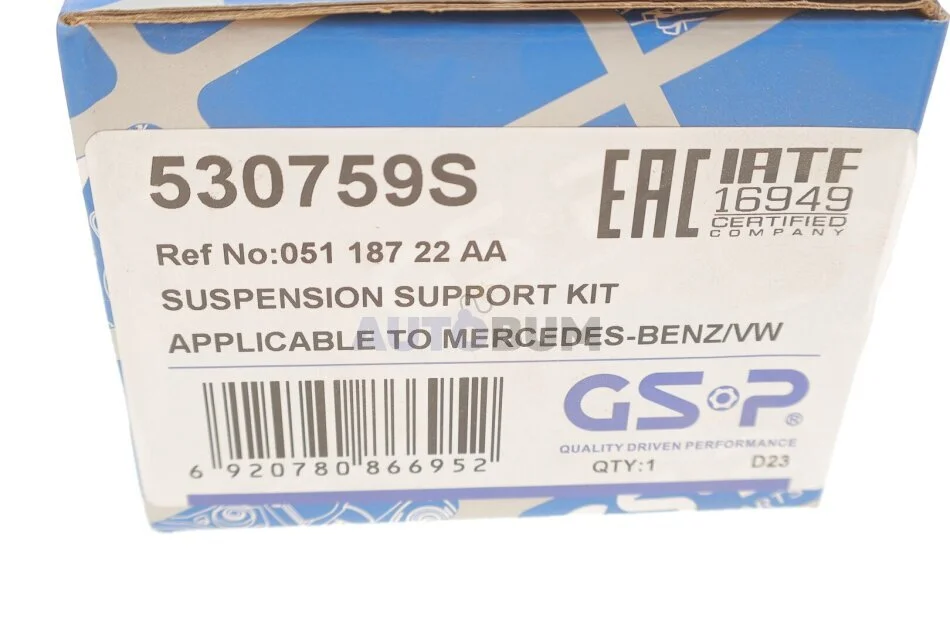 530759S
EAC IATF
16949
CERTIFIED
COMPANY
Ref No:051 187 22 AA
SUSPENSION SUPPORT KIT
APPLICABLE TO MERCEDES-BENZ/VW
AUTOBUM
GSP®
QUALITY DRIVEN PERFORMANCE
6 920780 866952
QTY:1 D23